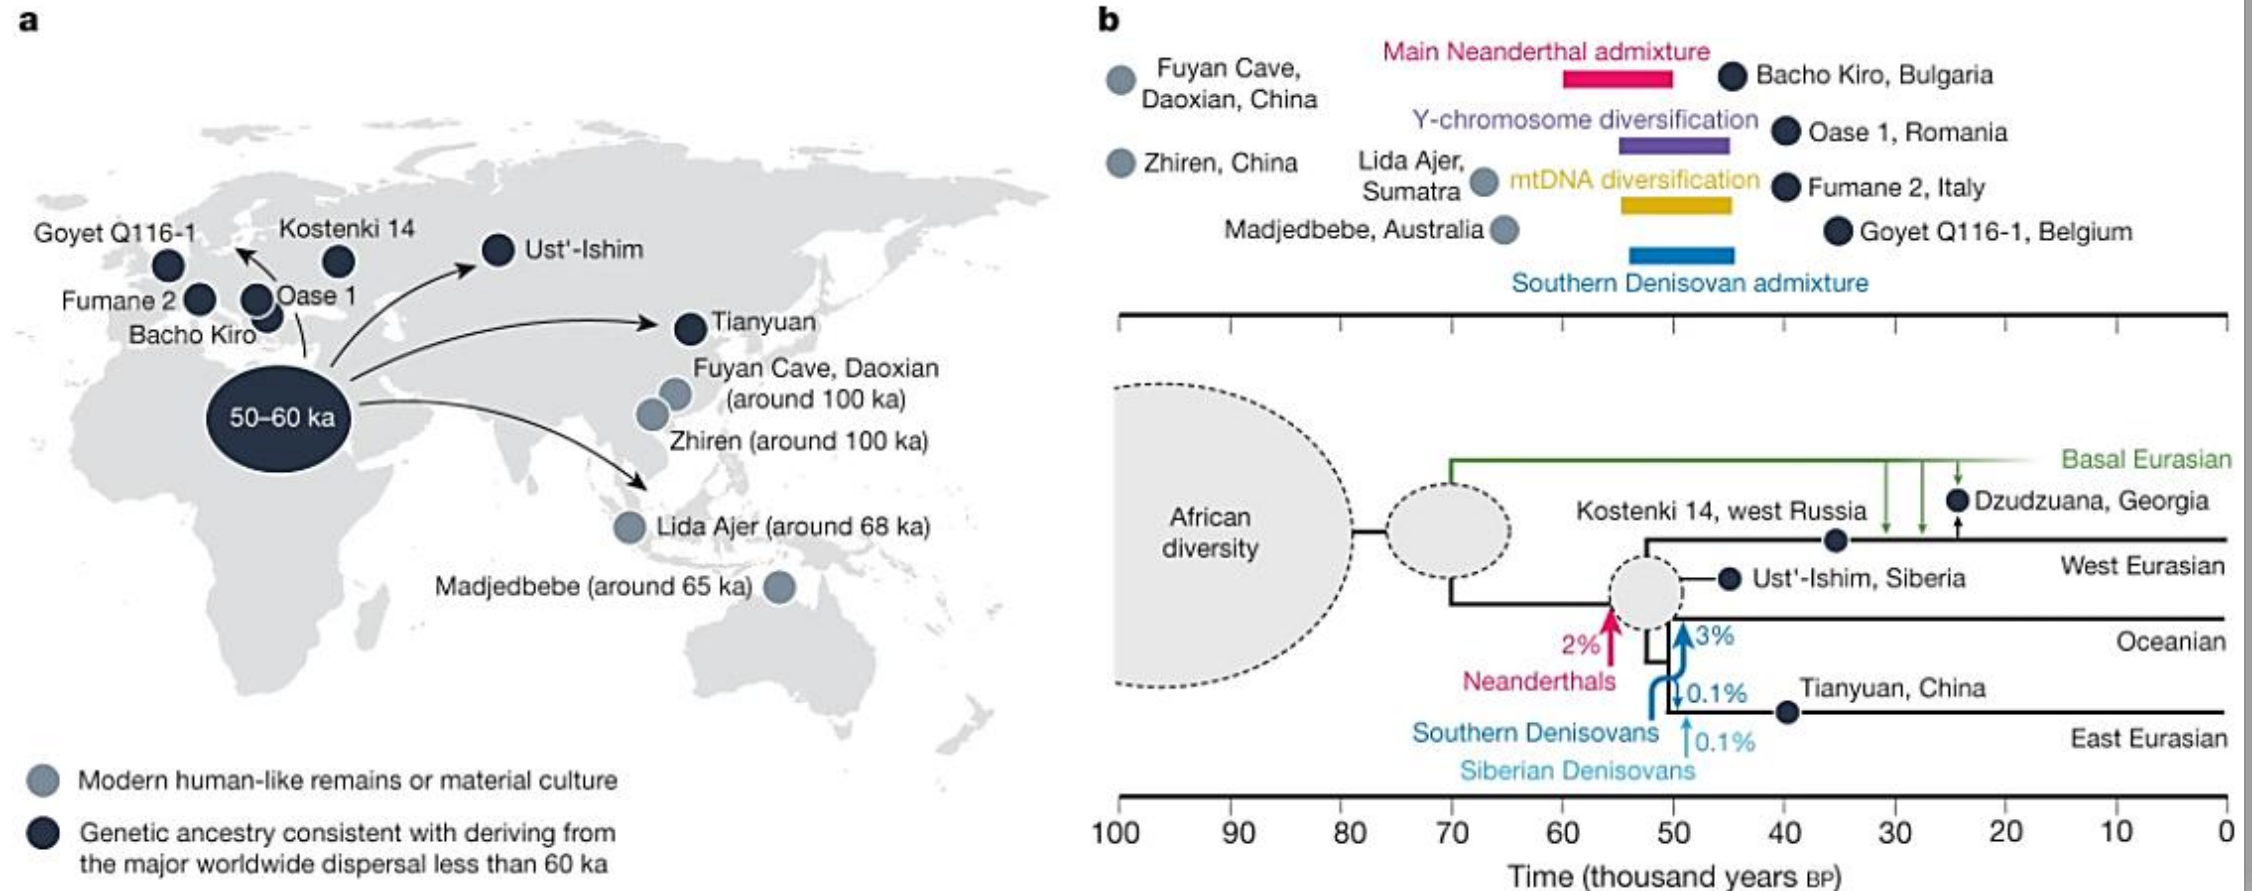 a
Goyet Q116-1
Kostenki 14
Ust'-Ishim
Fumane 2
Oase 1
Bacho Kiro
Tianyuan
Fuyan Cave, Daoxian
(around 100 ka)
50–60 ka
Zhiren (around 100 ka)
Lida Ajer (around 68 ka)
Madjedbebe (around 65 ka)
Modern human-like remains or material culture
Genetic ancestry consistent with deriving from
the major worldwide dispersal less than 60 ka
b
Main Neanderthal admixture
Fuyan Cave,
Daoxian, China
Bacho Kiro, Bulgaria
Y-chromosome diversification
Oase 1, Romania
Zhiren, China
Lida Ajer,
Sumatra
mtDNA diversification
Fumane 2, Italy
Madjedbebe, Australia
Goyet Q116-1, Belgium
Southern Denisovan admixture
African
diversity
Basal Eurasian
Kostenki 14, west Russia
Dzudzuana, Georgia
West Eurasian
Ust'-Ishim, Siberia
2%
3%
Oceanian
Neanderthals
0.1%
Tianyuan, China
Southern Denisovans
0.1%
East Eurasian
Siberian Denisovans
100 90 80 70 60 50 40 30 20 10 0
Time (thousand years BP)